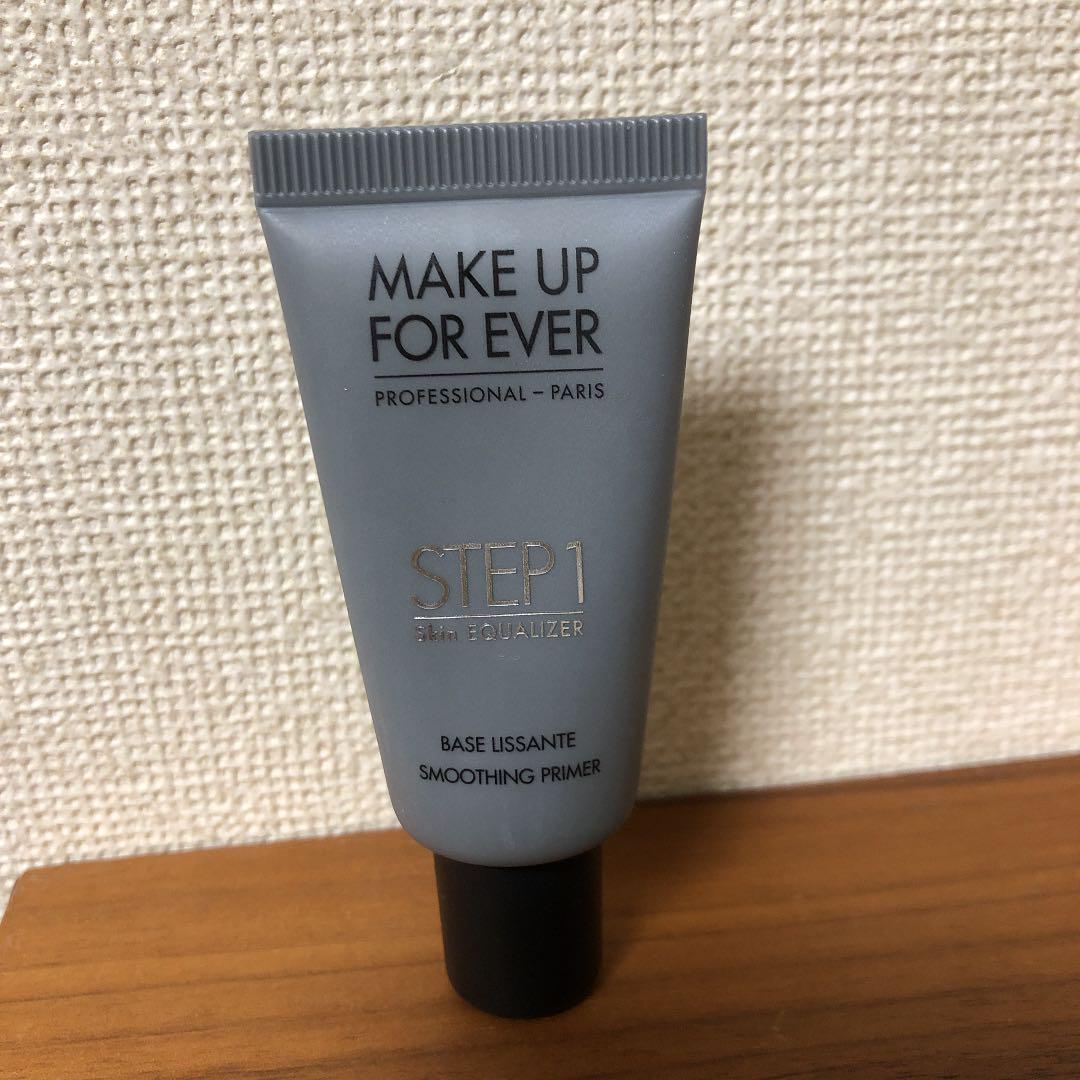 MAKE UP
FOR EVER
PROFESSIONAL – PARIS
STEP 1
Skin EQUALIZER
BASE LISSANTE
SMOOTHING PRIMER